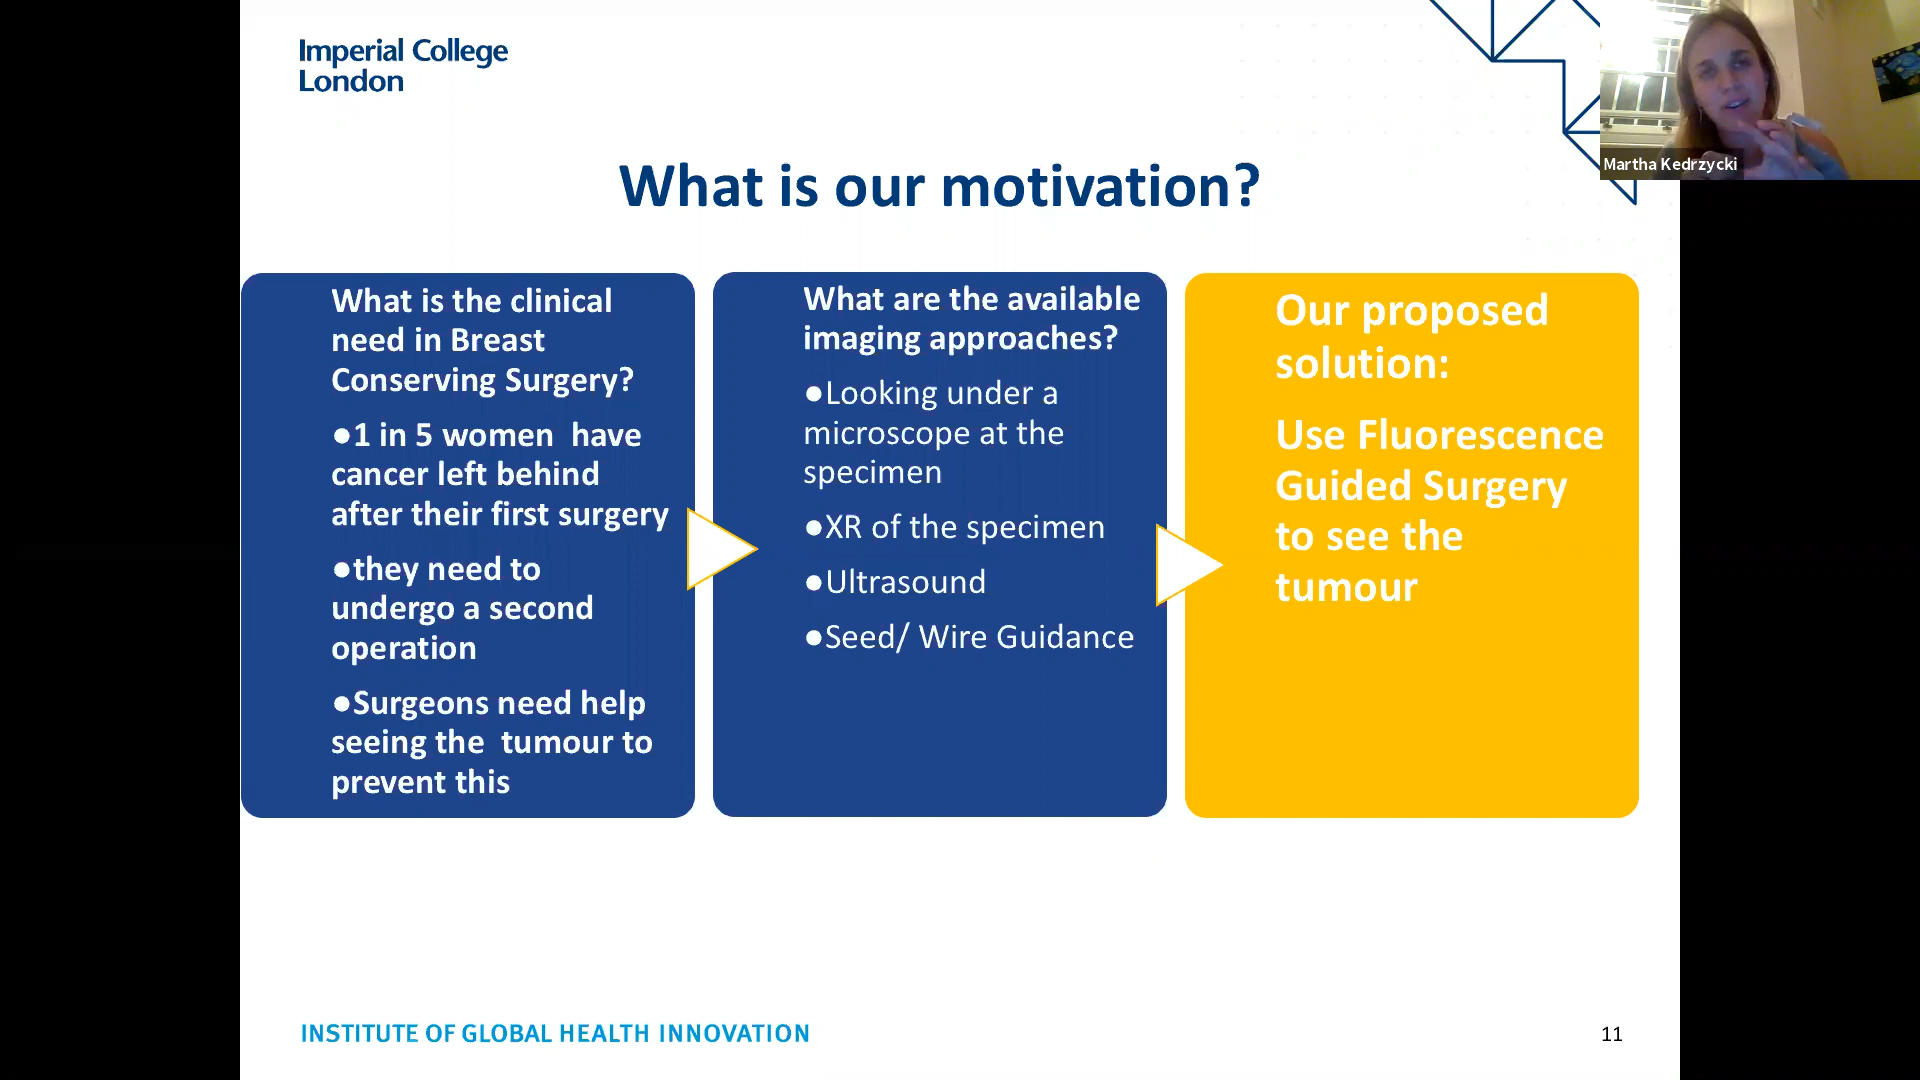 Imperial College
London
Martha Kedrzycki
What is our motivation?
What is the clinical
need in Breast
Conserving Surgery?
●1 in 5 women  have
cancer left behind
after their first surgery
●they need to
undergo a second
operation
●Surgeons need help
seeing the  tumour to
prevent this
What are the available
imaging approaches?
●Looking under a
microscope at the
specimen
●XR of the specimen
●Ultrasound
●Seed/ Wire Guidance
Our proposed
solution:
Use Fluorescence
Guided Surgery
to see the
tumour
INSTITUTE OF GLOBAL HEALTH INNOVATION
11